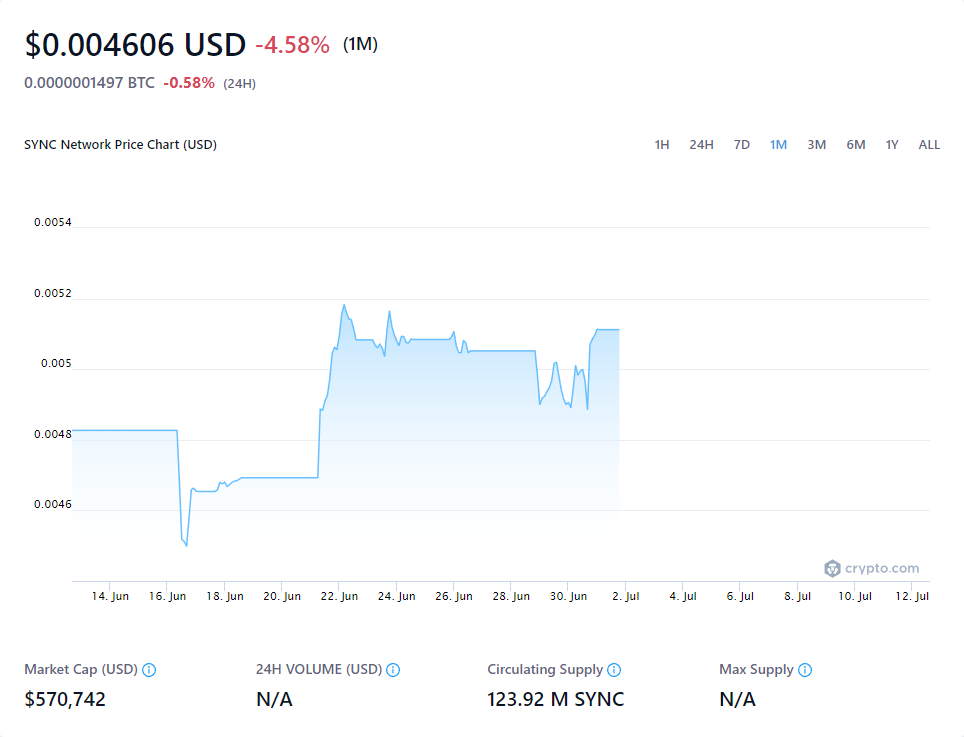 $0.004606 USD -4.58% (1M)
0.0000001497 BTC -0.58% (24H)
SYNC Network Price Chart (USD) 1H 24H 7D 1M 3M 6M 1Y ALL
0.0054
0.0052
0.005
0.0048
0.0046
crypto.com
14. Jun 16. Jun 18. Jun 20. Jun 22. Jun 24. Jun 26. Jun 28. Jun 30. Jun 2. Jul 4. Jul 6. Jul 8. Jul 10. Jul 12. Jul
Market Cap (USD) 24H VOLUME (USD) Circulating Supply Max Supply
$570,742 N/A 123.92 M SYNC N/A